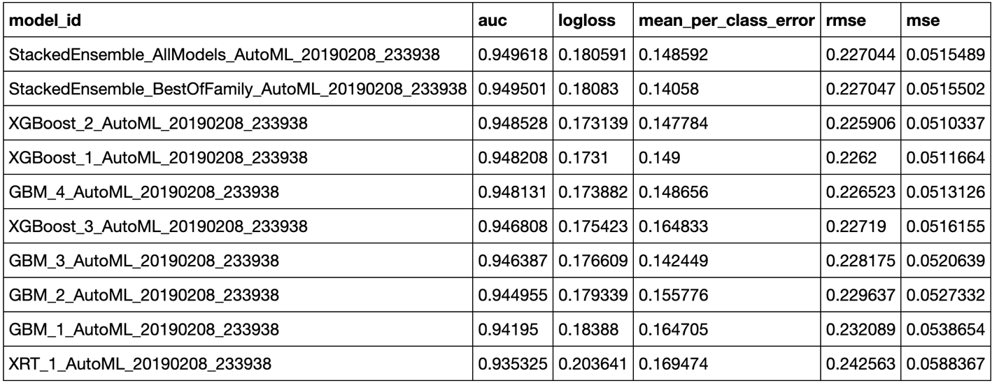 model_id auc logloss mean_per_class_error rmse mse
StackedEnsemble_AllModels_AutoML_20190208_233938 0.949618 0.180591 0.148592 0.227044 0.0515489
StackedEnsemble_BestOfFamily_AutoML_20190208_233938 0.949501 0.18083 0.14058 0.227047 0.0515502
XGBoost_2_AutoML_20190208_233938 0.948528 0.173139 0.147784 0.225906 0.0510337
XGBoost_1_AutoML_20190208_233938 0.948208 0.1731 0.149 0.2262 0.0511664
GBM_4_AutoML_20190208_233938 0.948131 0.173882 0.148656 0.226523 0.0513126
XGBoost_3_AutoML_20190208_233938 0.946808 0.175423 0.164833 0.22719 0.0516155
GBM_3_AutoML_20190208_233938 0.946387 0.176609 0.142449 0.228175 0.0520639
GBM_2_AutoML_20190208_233938 0.944955 0.179339 0.155776 0.229637 0.0527332
GBM_1_AutoML_20190208_233938 0.94195 0.18388 0.164705 0.232089 0.0538654
XRT_1_AutoML_20190208_233938 0.935325 0.203641 0.169474 0.242563 0.0588367